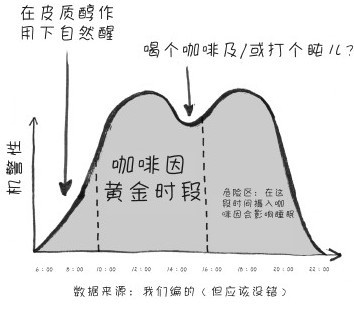 在皮质醇作
用下自然醒
喝个咖啡及/或打个盹儿?
机警性
咖啡因
黄金时段
危险区: 在这
段时间摄入咖
啡因会影响睡眠
6:00 8:00 10:00 12:00 14:00 16:00 18:00 20:00 22:00
数据来源: 我们编的 (但应该没错)